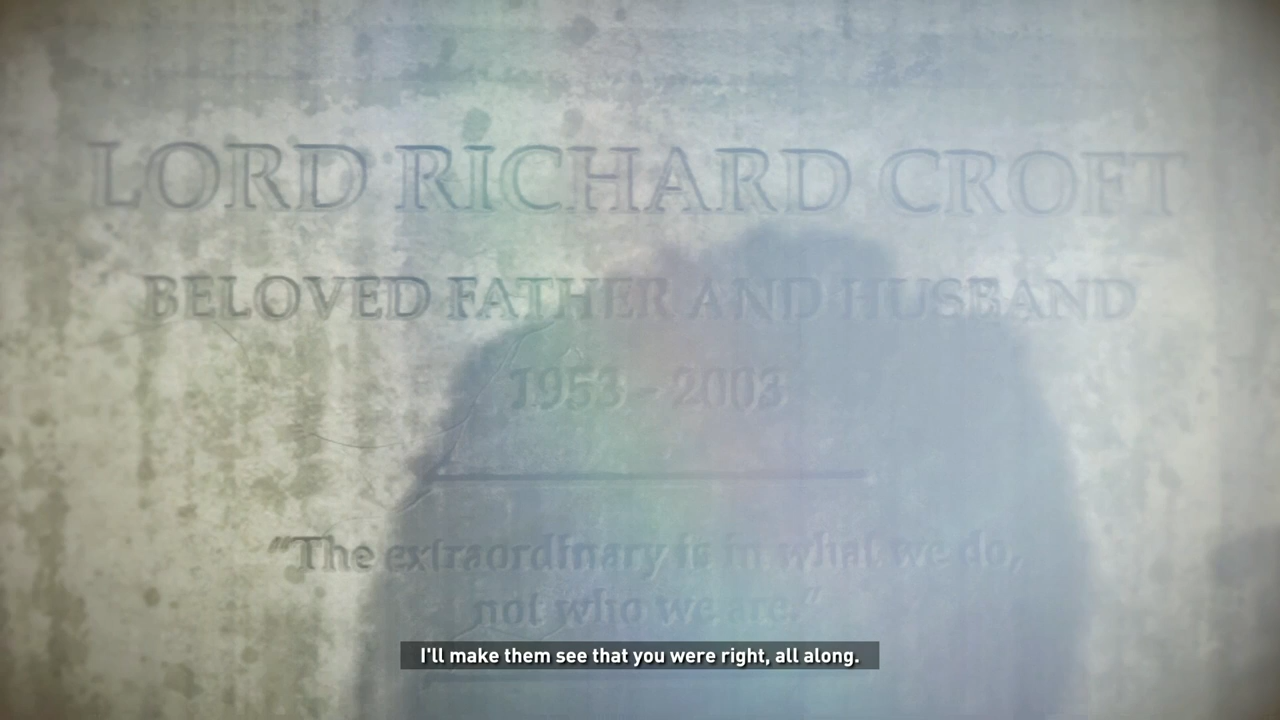 LORD RICHARD CROFT
BELOVED FATHER AND HUSBAND
1953 – 2003
“The extraordinary is in what we do,
not who we are.”
I'll make them see that you were right, all along.